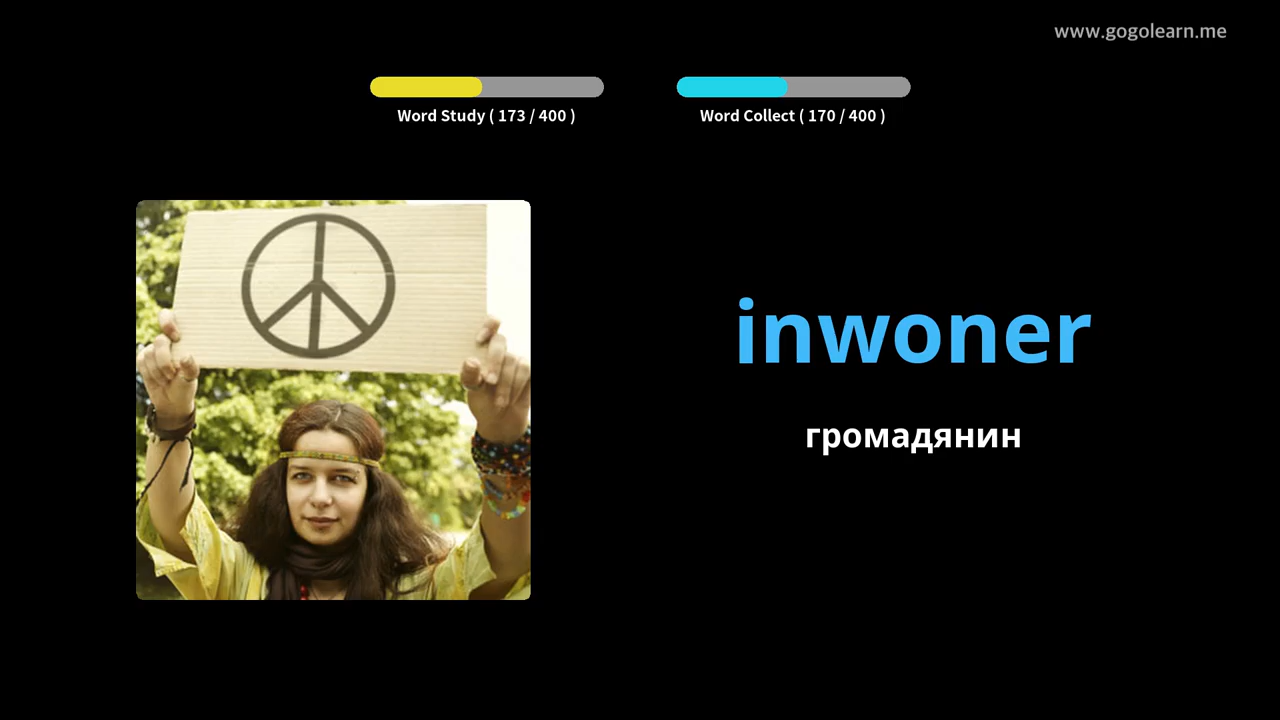 www.gogolearn.me
Word Study ( 173 / 400 )
Word Collect ( 170 / 400 )
inwoner
громадянин